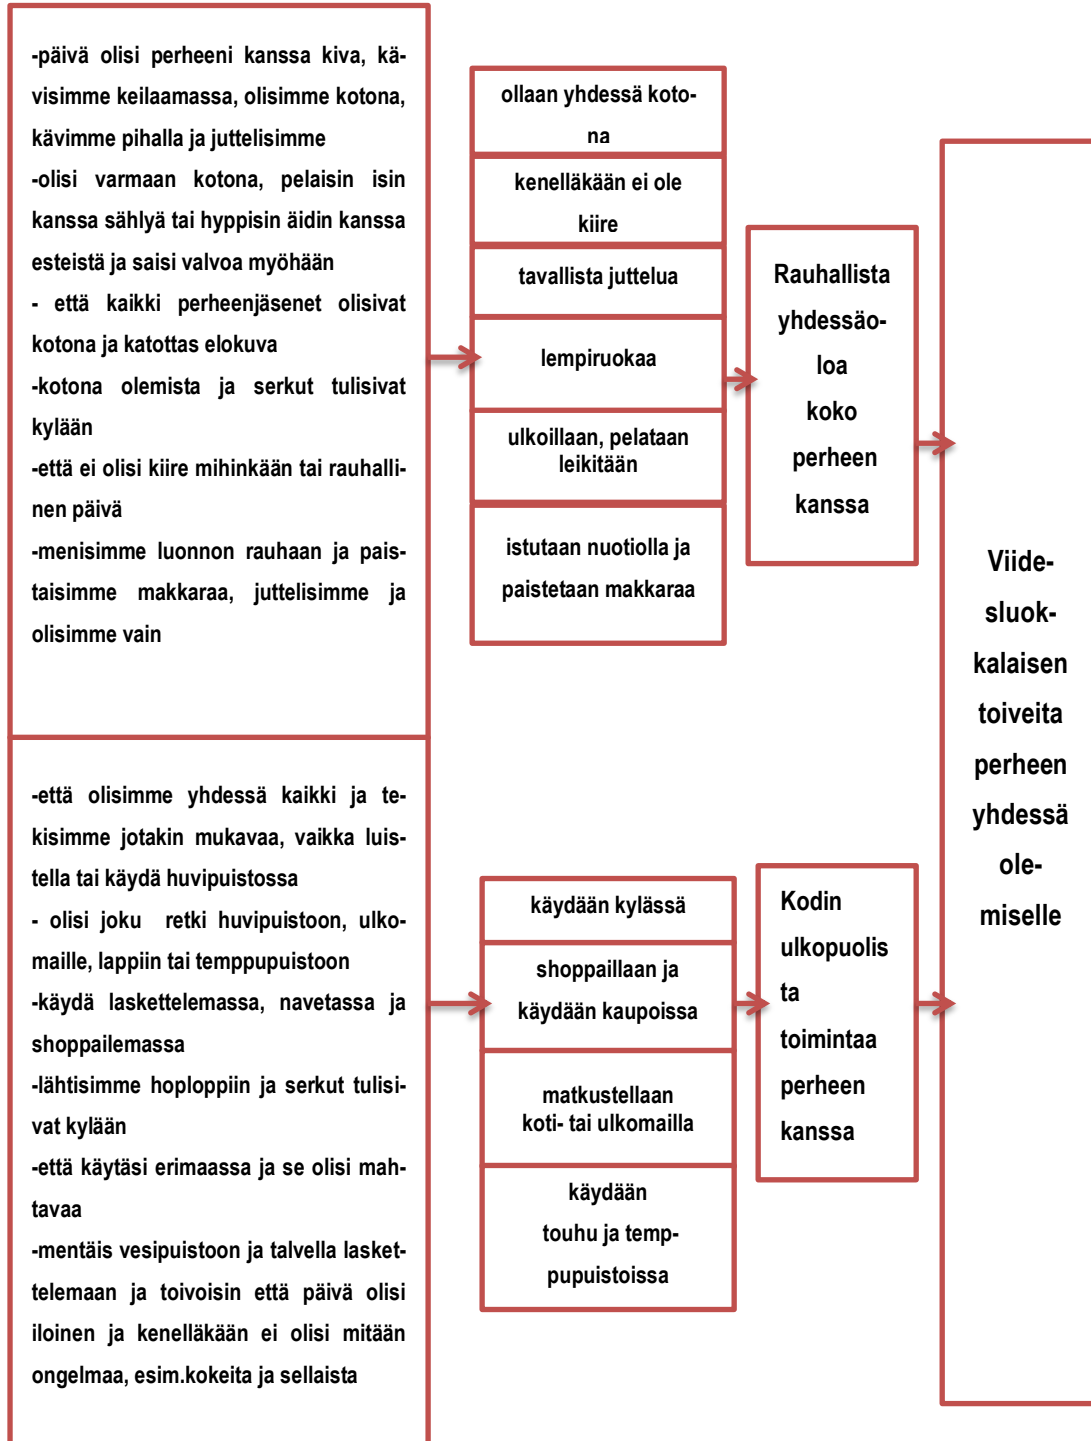 -päivä olisi perheeni kanssa kiva, kä-
visimme keilaamassa, olisimme kotona,
kävimme pihalla ja juttelisimme
-olisi varmaan kotona, pelaisin isin
kanssa sählyä tai hyppisin äidin kanssa
esteistä ja saisi valvoa myöhään
- että kaikki perheenjäsenet olisivat
kotona ja katottas elokuva
-kotona olemista ja serkut tulisivat
kylään
-että ei olisi kiire mihinkään tai rauhalli-
nen päivä
-menisimme luonnon rauhaan ja pais-
taisimme makkaraa, juttelisimme ja
olisimme vain
ollaan yhdessä koto-
na
kenelläkään ei ole
kiire
tavallista juttelua
lempiruokaa
ulkoillaan, pelataan
leikitään
istutaan nuotiolla ja
paistetaan makkaraa
Rauhallista
yhdessäo-
loa
koko
perheen
kanssa
-että olisimme yhdessä kaikki ja te-
kisimme jotakin mukavaa, vaikka luis-
tella tai käydä huvipuistossa
- olisi joku retki huvipuistoon, ulko-
maille, lappiin tai temppupuistoon
-käydä laskettelemassa, navetassa ja
shoppailemassa
-lähtisimme hoploppiin ja serkut tulisi-
vat kylään
-että käytäsi erimaassa ja se olisi mah-
tavaa
-mentäis vesipuistoon ja talvella lasket-
telemaan ja toivoisin että päivä olisi
iloinen ja kenelläkään ei olisi mitään
ongelmaa, esim.kokeita ja sellaista
käydään kylässä
shoppaillaan ja
käydään kaupoissa
matkustellaan
koti- tai ulkomailla
käydään
touhu ja temp-
pupuistoissa
Kodin
ulkopuolis
ta
toimintaa
perheen
kanssa
Viide-
sluok-
kalaisen
toiveita
perheen
yhdessä
ole-
miselle